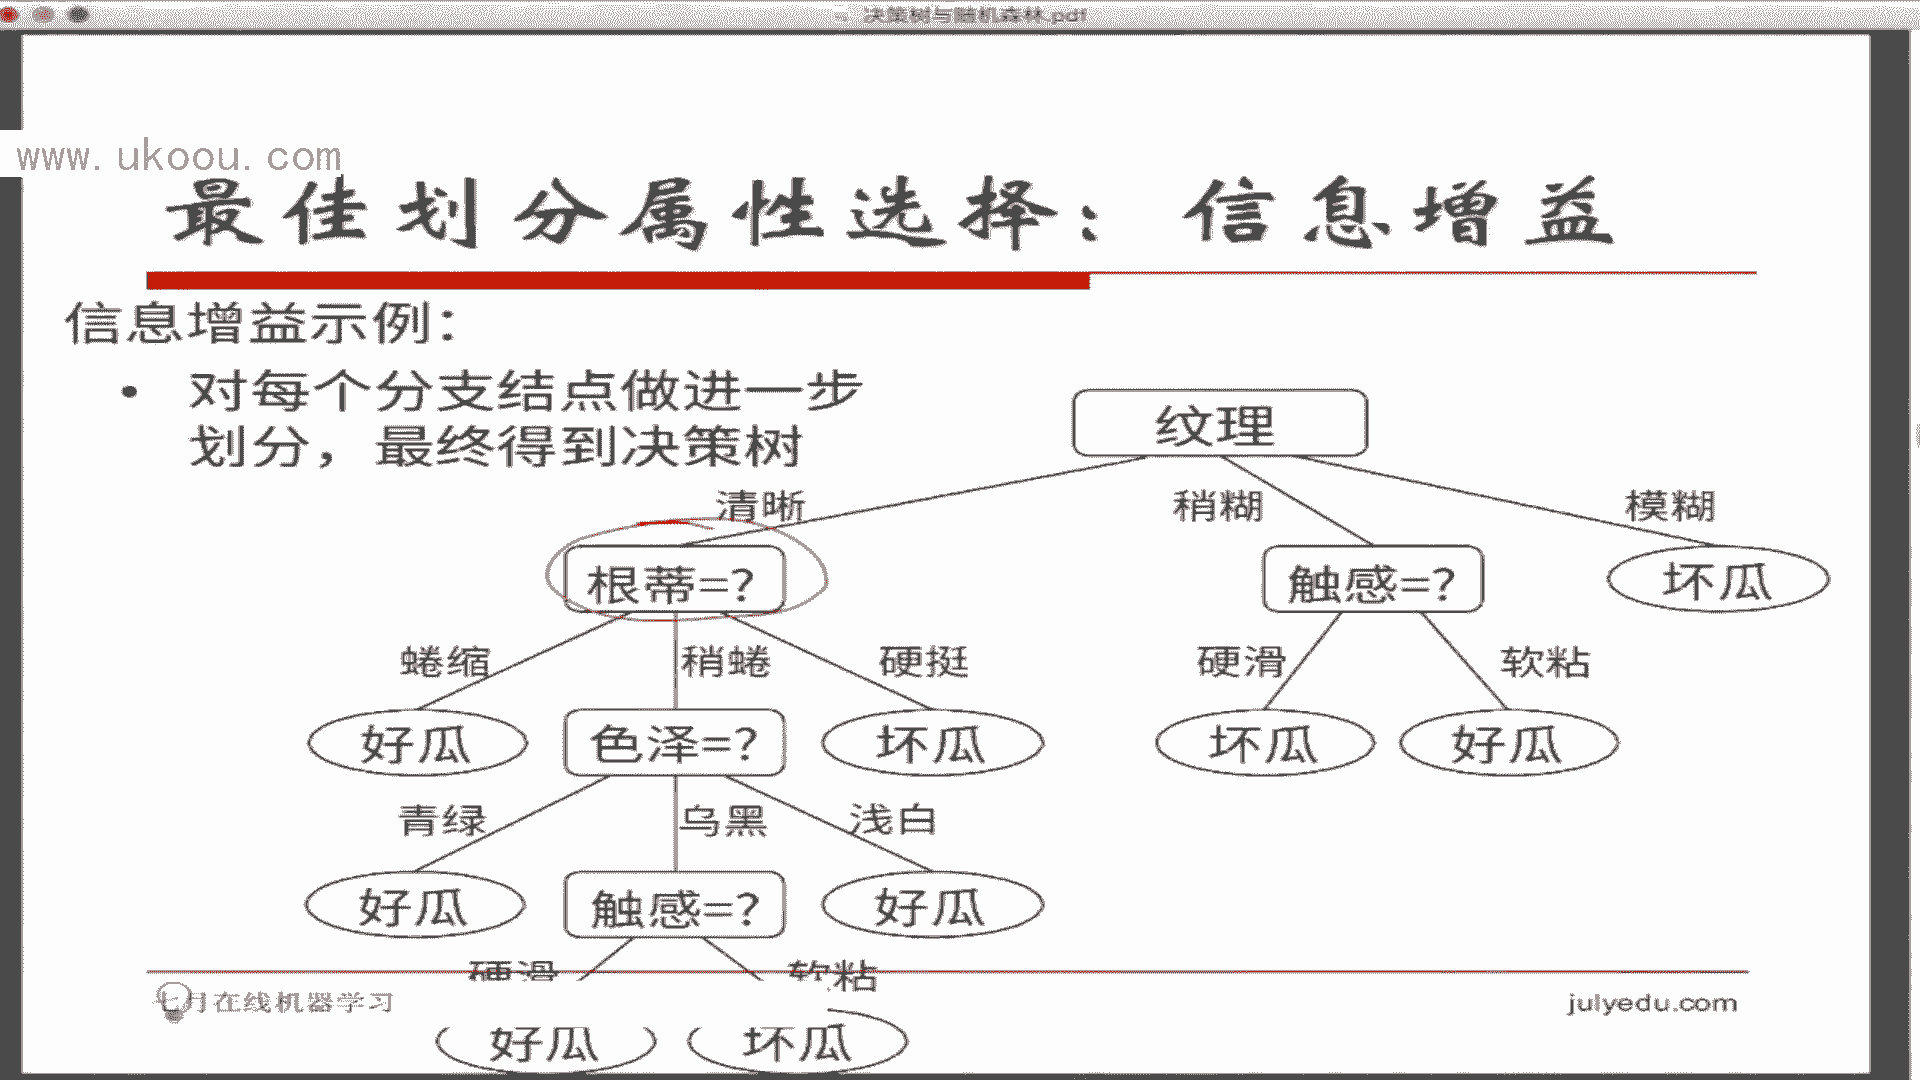 决策树与随机森林.pdf
www.ukoou.com
最佳划分属性选择：信息增益
信息增益示例：
• 对每个分支结点做进一步
划分，最终得到决策树
纹理
清晰 稍糊 模糊
根蒂=? 触感=? 坏瓜
蜷缩 稍蜷 硬挺 硬滑 软粘
好瓜 色泽=? 坏瓜 坏瓜 好瓜
青绿 乌黑 浅白
好瓜 触感=? 好瓜
硬滑 软粘
七月在线机器学习 julyedu.com
好瓜 坏瓜